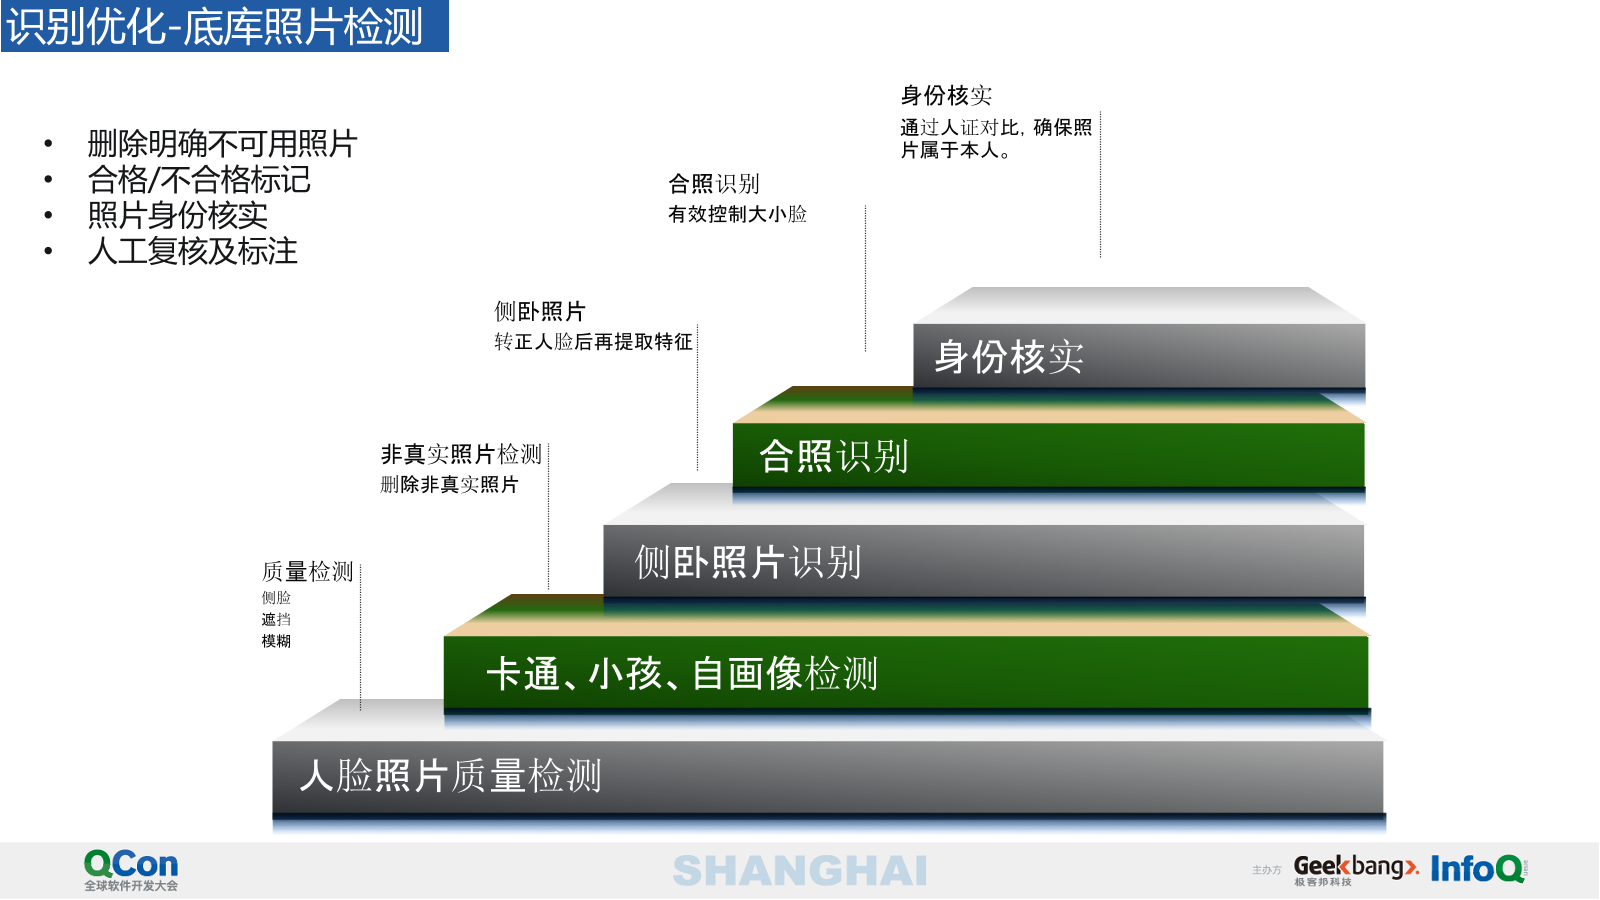 识别优化-底库照片检测
• 删除明确不可用照片
• 合格/不合格标记
• 照片身份核实
• 人工复核及标注
身份核实
通过人证对比，确保照
片属于本人。
合照识别
有效控制大小脸
侧卧照片
转正人脸后再提取特征
非真实照片检测
删除非真实照片
质量检测
侧脸
遮挡
模糊
身份核实
合照识别
侧卧照片识别
卡通、小孩、自画像检测
人脸照片质量检测
QCon
全球软件开发大会
SHANGHAI
主办方
Geekbang>.
极客邦科技
InfoQ